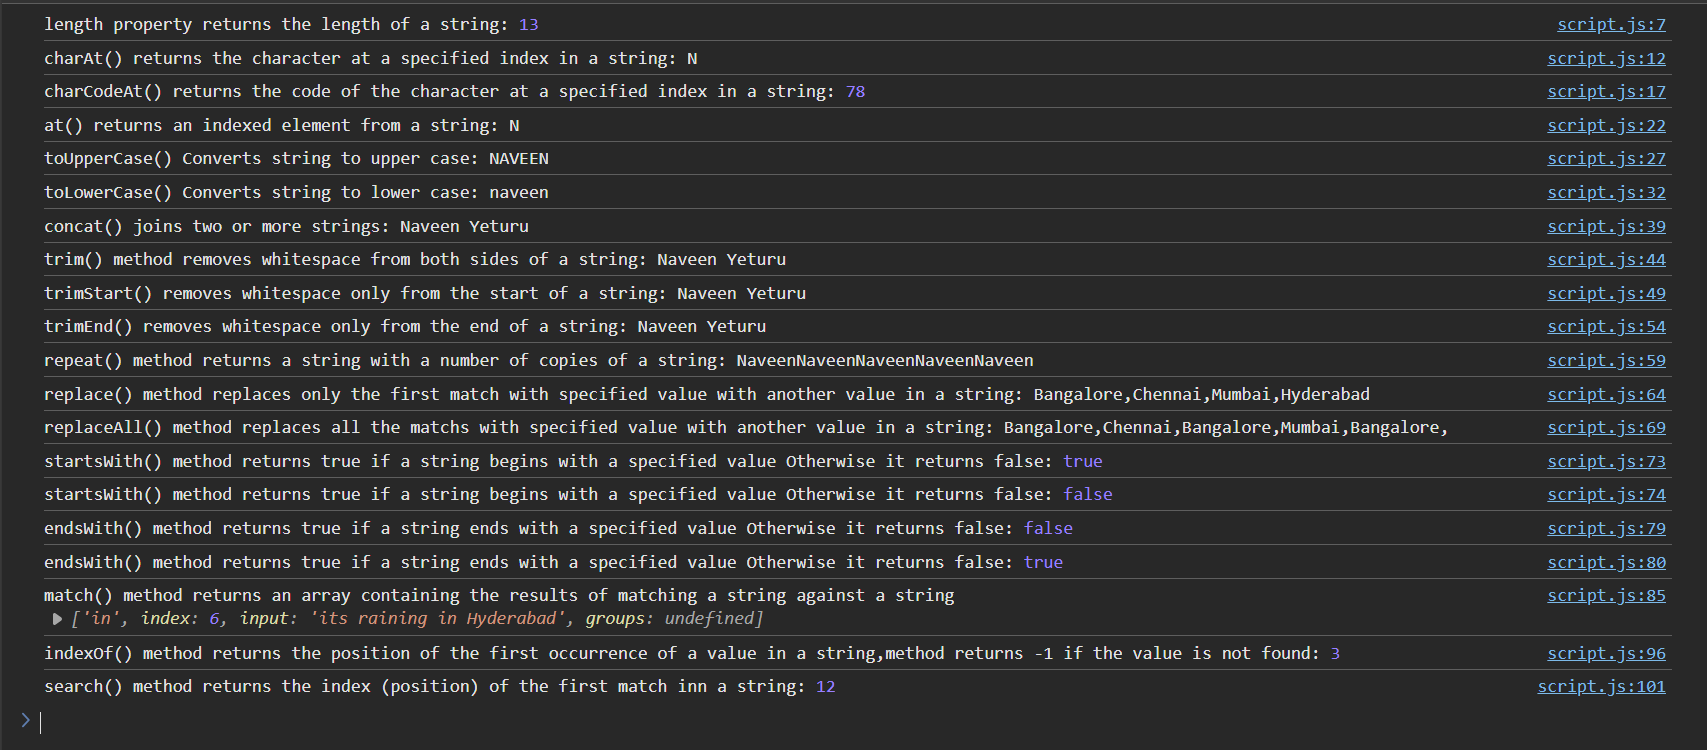 length property returns the length of a string: 13 script.js:7
charAt() returns the character at a specified index in a string: N script.js:12
charCodeAt() returns the code of the character at a specified index in a string: 78 script.js:17
at() returns an indexed element from a string: N script.js:22
toUpperCase() Converts string to upper case: NAVEEN script.js:27
toLowerCase() Converts string to lower case: naveen script.js:32
concat() joins two or more strings: Naveen Yeturu script.js:39
trim() method removes whitespace from both sides of a string: Naveen Yeturu script.js:44
trimStart() removes whitespace only from the start of a string: Naveen Yeturu script.js:49
trimEnd() removes whitespace only from the end of a string: Naveen Yeturu script.js:54
repeat() method returns a string with a number of copies of a string: NaveenNaveenNaveenNaveenNaveen script.js:59
replace() method replaces only the first match with specified value with another value in a string: Bangalore,Chennai,Mumbai,Hyderabad script.js:64
replaceAll() method replaces all the matchs with specified value with another value in a string: Bangalore,Chennai,Bangalore,Mumbai,Bangalore, script.js:69
startsWith() method returns true if a string begins with a specified value Otherwise it returns false: true script.js:73
startsWith() method returns true if a string begins with a specified value Otherwise it returns false: false script.js:74
endsWith() method returns true if a string ends with a specified value Otherwise it returns false: false script.js:79
endsWith() method returns true if a string ends with a specified value Otherwise it returns false: true script.js:80
match() method returns an array containing the results of matching a string against a string script.js:85
['in', index: 6, input: 'its raining in Hyderabad', groups: undefined]
indexOf() method returns the position of the first occurrence of a value in a string,method returns -1 if the value is not found: 3 script.js:96
search() method returns the index (position) of the first match inn a string: 12 script.js:101